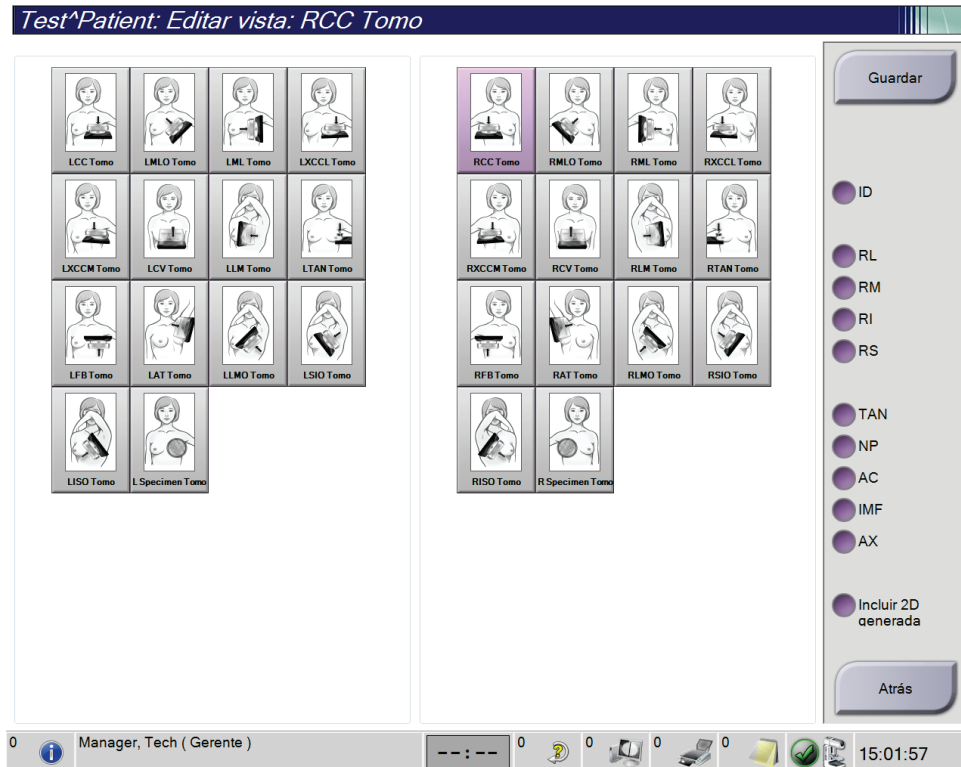 Test^Patient: Editar vista: RCC Tomo
LCC Tomo LMLO Tomo LML Tomo LXCCL Tomo
LXCCM Tomo LCV Tomo LLM Tomo LTAN Tomo
LFB Tomo LAT Tomo LLMO Tomo LSIO Tomo
LISO Tomo L Specimen Tomo
RCC Tomo RMLO Tomo RML Tomo RXCCL Tomo
RXCCM Tomo RCV Tomo RLM Tomo RTAN Tomo
RFB Tomo RAT Tomo RLMO Tomo RSIO Tomo
RISO Tomo R Specimen Tomo
Guardar
ID
RL
RM
RI
RS
TAN
NP
AC
IMF
AX
Incluir 2D
generada
Atrás
0 Manager, Tech ( Gerente ) --:-- 0 0 0 0 15:01:57